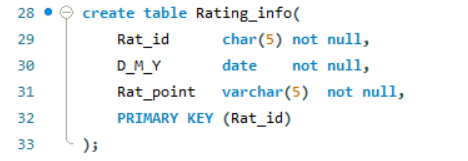 28 create table Rating_info(
29 Rat_id char(5) not null,
30 D_M_Y date not null,
31 Rat_point varchar(5) not null,
32 PRIMARY KEY (Rat_id)
33 );